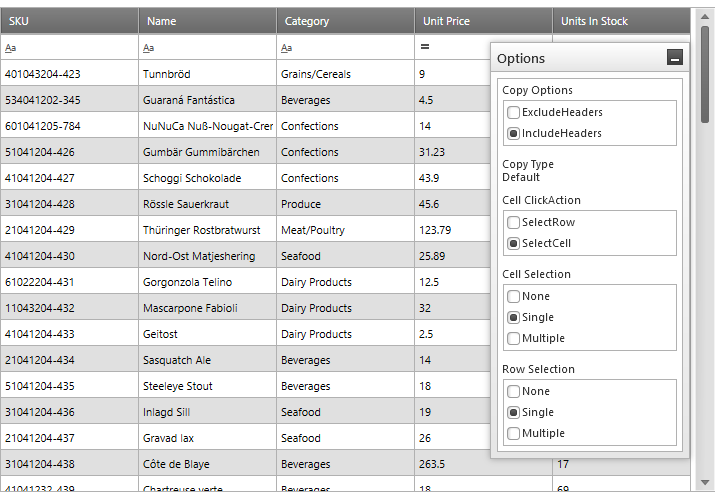 SKU Name Category Unit Price Units In Stock
Aa Aa Aa =
Options
401043204-423 Tunnbröd Grains/Cereals 9
Copy Options
534041202-345 Guaraná Fantástica Beverages 4.5
ExcludeHeaders
601041205-784 NuNuCa Nuß-Nougat-Crer Confections 14
IncludeHeaders
51041204-426 Gumbär Gummibärchen Confections 31.23
Copy Type
41041204-427 Schoggi Schokolade Confections 43.9
Default
31041204-428 Rössle Sauerkraut Produce 45.6
Cell ClickAction
21041204-429 Thüringer Rostbratwurst Meat/Poultry 123.79
SelectRow
41041204-430 Nord-Ost Matjeshering Seafood 25.89
SelectCell
61022204-431 Gorgonzola Telino Dairy Products 12.5
Cell Selection
None
11043204-432 Mascarpone Fabioli Dairy Products 32
Single
41041204-433 Geitost Dairy Products 2.5
Multiple
21041204-434 Sasquatch Ale Beverages 14
Row Selection
51041204-435 Steeleye Stout Beverages 18
None
31041204-436 Inlagd Sill Seafood 19
Single
21041204-437 Gravad lax Seafood 26
Multiple
31041204-438 Côte de Blaye Beverages 263.5 17
41041232-439 Chartreuse verte Beverages 18 69